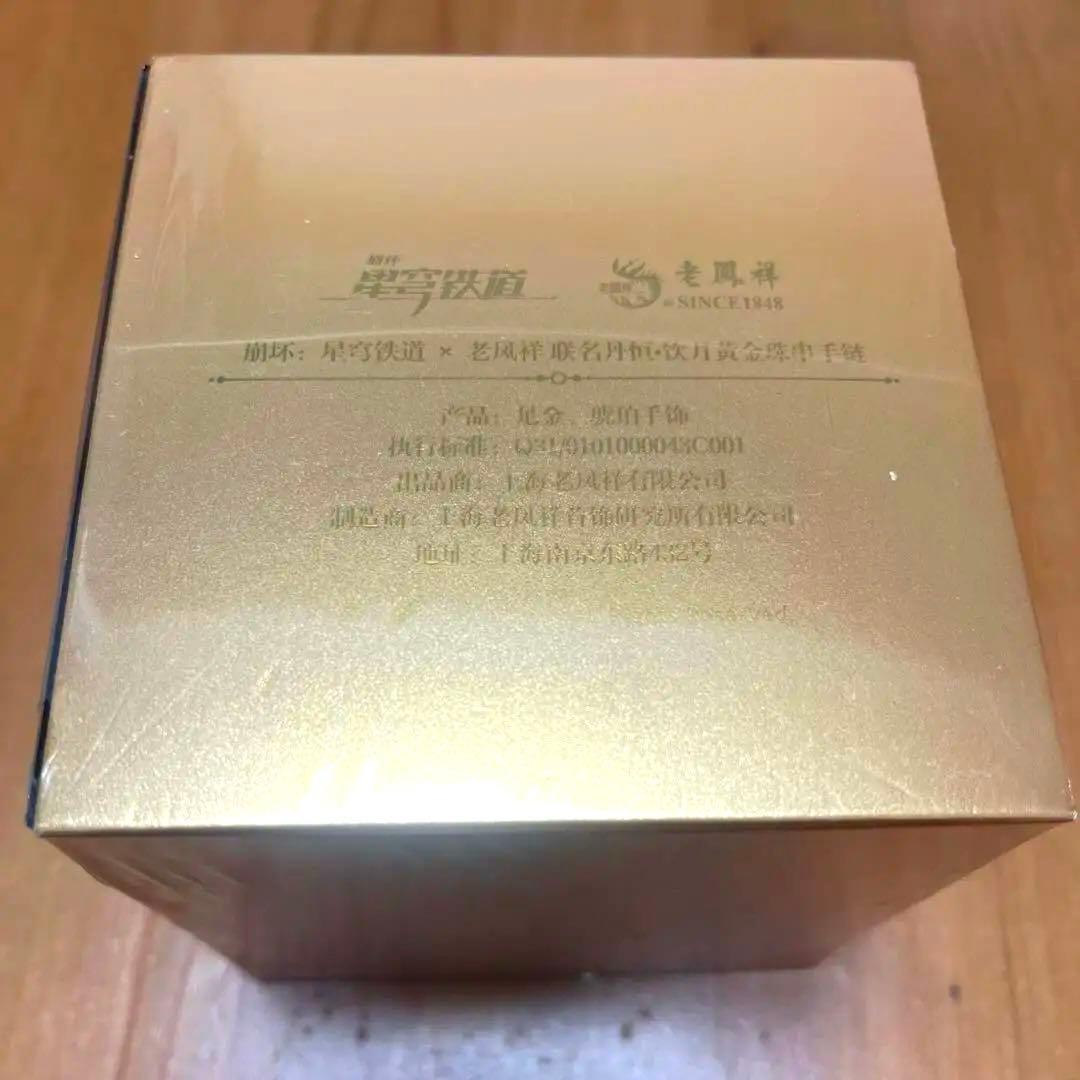 崩坏
星穹铁道
老鳳祥
SINCE1848
崩坏：星穹铁道 × 老凤祥 联名丹恒·饮月黄金珠串手链
产品：足金、琥珀手饰
执行标准：Q31/0101000043C001
出品商：上海老凤祥有限公司
制造商：上海老凤祥首饰研究所有限公司
地址：上海南京东路432号